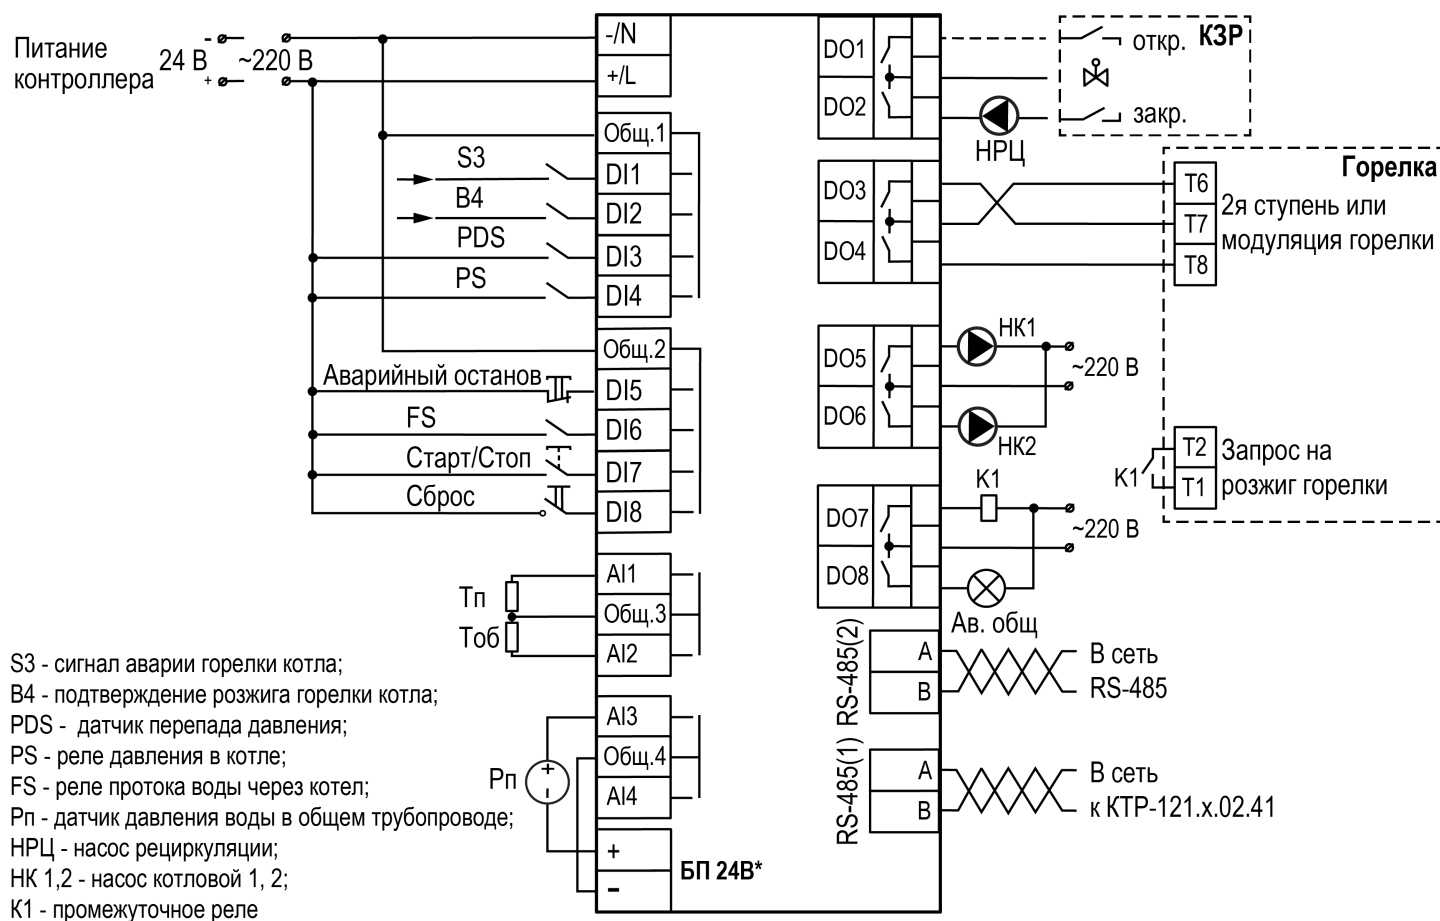 Питание
контроллера
-
24 В
+
~220 В
-/N
+/L
Общ.1
S3
DI1
B4
DI2
PDS
DI3
PS
DI4
Общ.2
Аварийный останов
DI5
FS
DI6
Старт/Стоп
DI7
Сброс
DI8
Тп
Тоб
AI1
Общ.3
AI2
Рп
+
-
AI3
Общ.4
AI4
+
-
БП 24В*
DO1
DO2
откр.
КЗР
закр.
НРЦ
DO3
DO4
Горелка
T6
T7
T8
2я ступень или
модуляция горелки
DO5
DO6
НК1
НК2
~220 В
T2
T1
K1
Запрос на
розжиг горелки
DO7
DO8
K1
~220 В
Ав. общ
RS-485(2)
A
B
В сеть
RS-485
RS-485(1)
A
B
В сеть
к КТР-121.х.02.41
S3 - сигнал аварии горелки котла;
B4 - подтверждение розжига горелки котла;
PDS - датчик перепада давления;
PS - реле давления в котле;
FS - реле протока воды через котел;
Рп - датчик давления воды в общем трубопроводе;
НРЦ - насос рециркуляции;
НК 1,2 - насос котловой 1, 2;
К1 - промежуточное реле